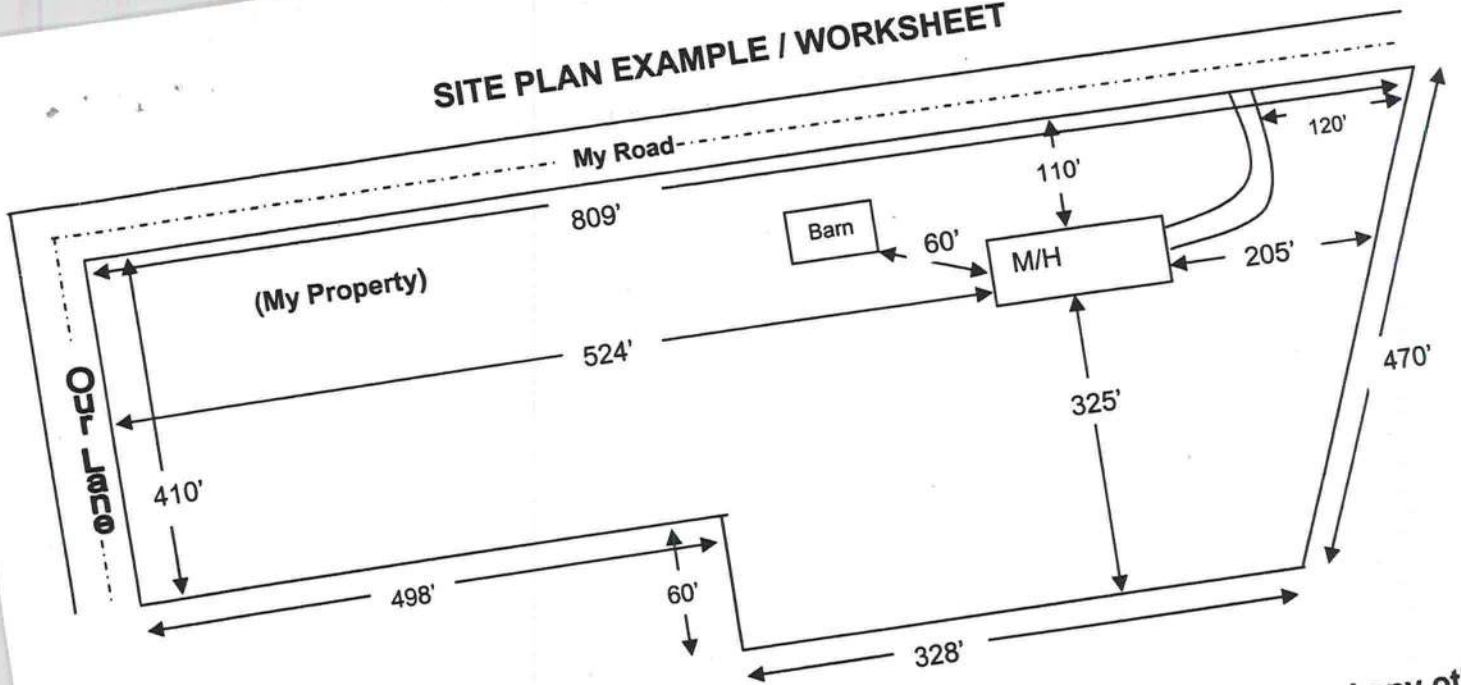 SITE PLAN EXAMPLE / WORKSHEET
My Road
120'
110'
809'
Barn
60'
M/H
205'
(My Property)
524'
470'
Our Lane
325'
410'
498'
60'
328'